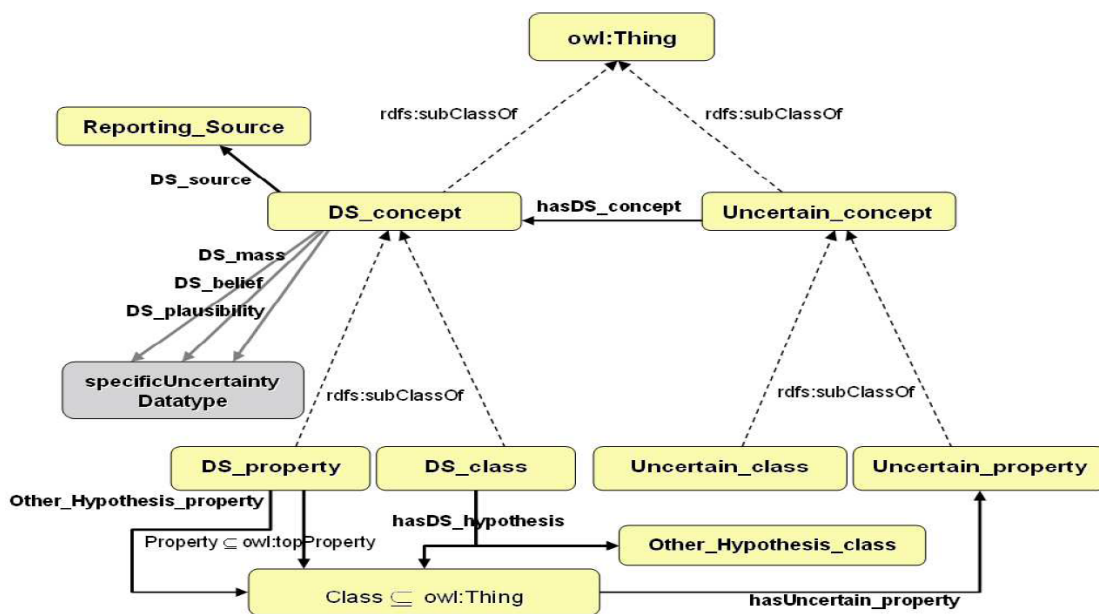 owl:Thing
rdfs:subClassOf
rdfs:subClassOf
Reporting_Source
DS_source
DS_concept
hasDS_concept
Uncertain_concept
DS_mass
DS_belief
DS_plausibility
specificUncertainty
Datatype
rdfs:subClassOf
rdfs:subClassOf
DS_property
DS_class
Uncertain_class
Uncertain_property
Other_Hypothesis_property
hasDS_hypothesis
Property ⊆ owl:topProperty
Other_Hypothesis_class
Class ⊆ owl:Thing
hasUncertain_property